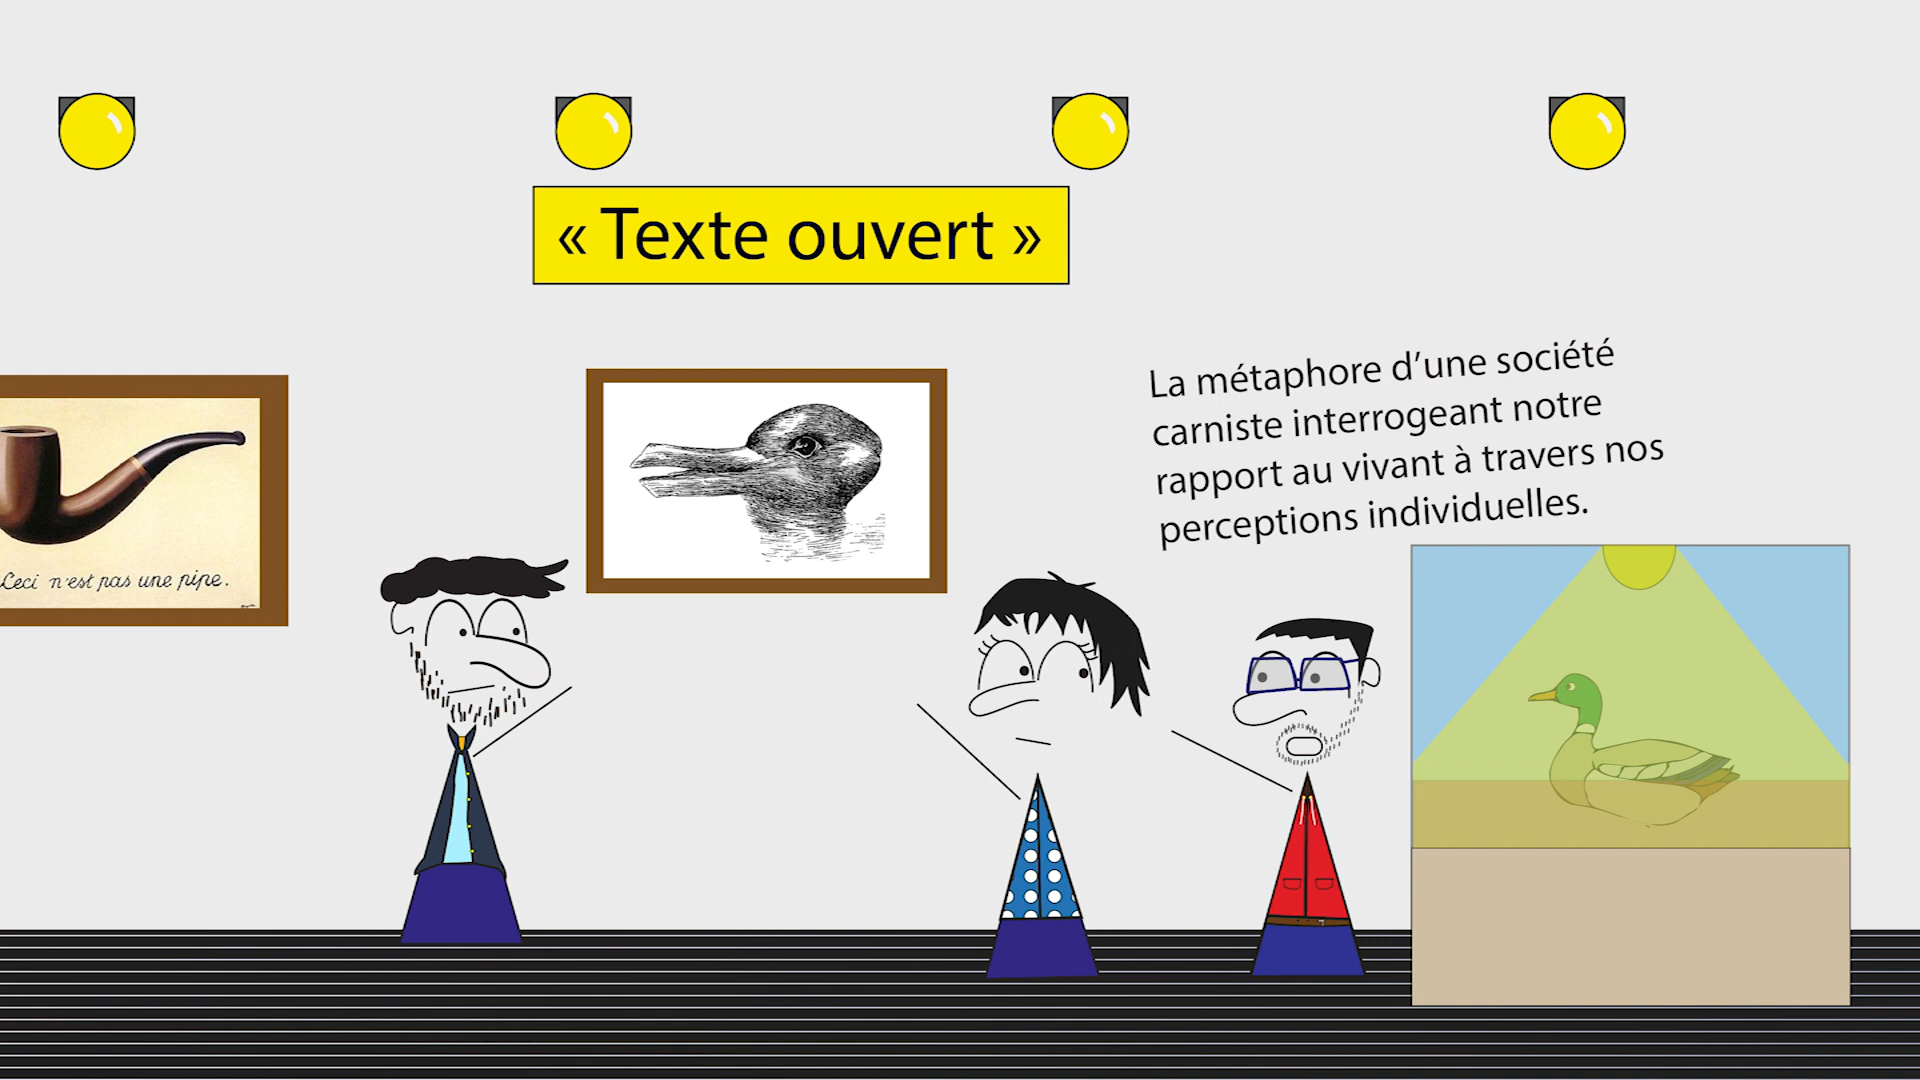 « Texte ouvert »
La métaphore d’une société
carniste interrogeant notre
rapport au vivant à travers nos
perceptions individuelles.
Ceci n'est pas une pipe.